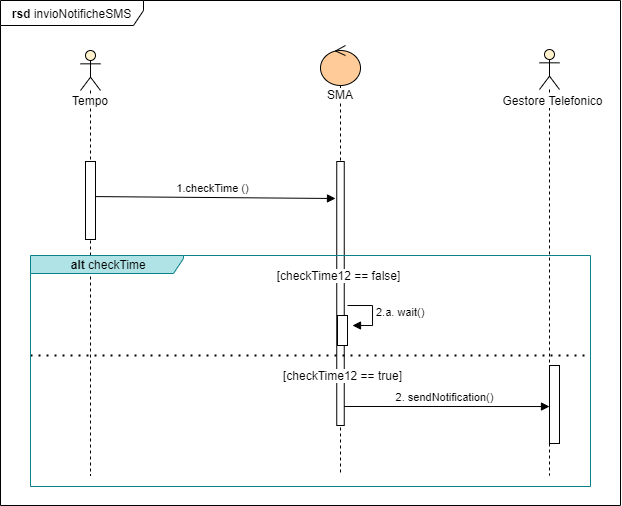 rsd invioNotificheSMS
Tempo
SMA
Gestore Telefonico
1.checkTime ()
alt checkTime
[checkTime12 == false]
2.a. wait()
[checkTime12 == true]
2. sendNotification()